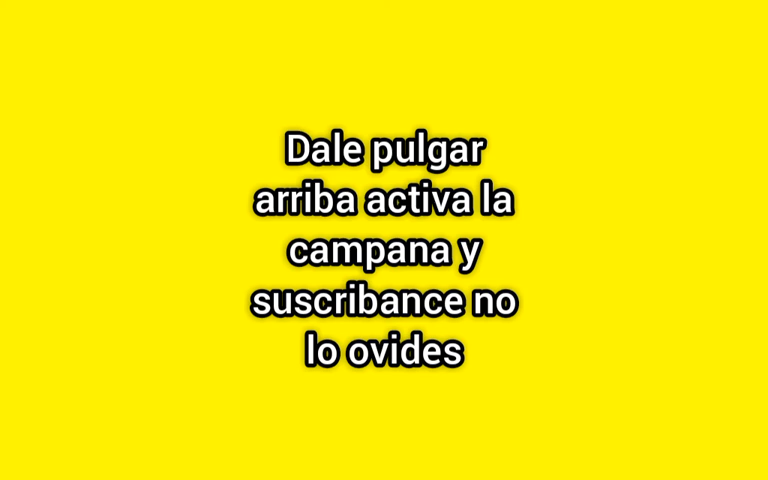 Dale pulgar
arriba activa la
campana y
suscribance no
lo ovides